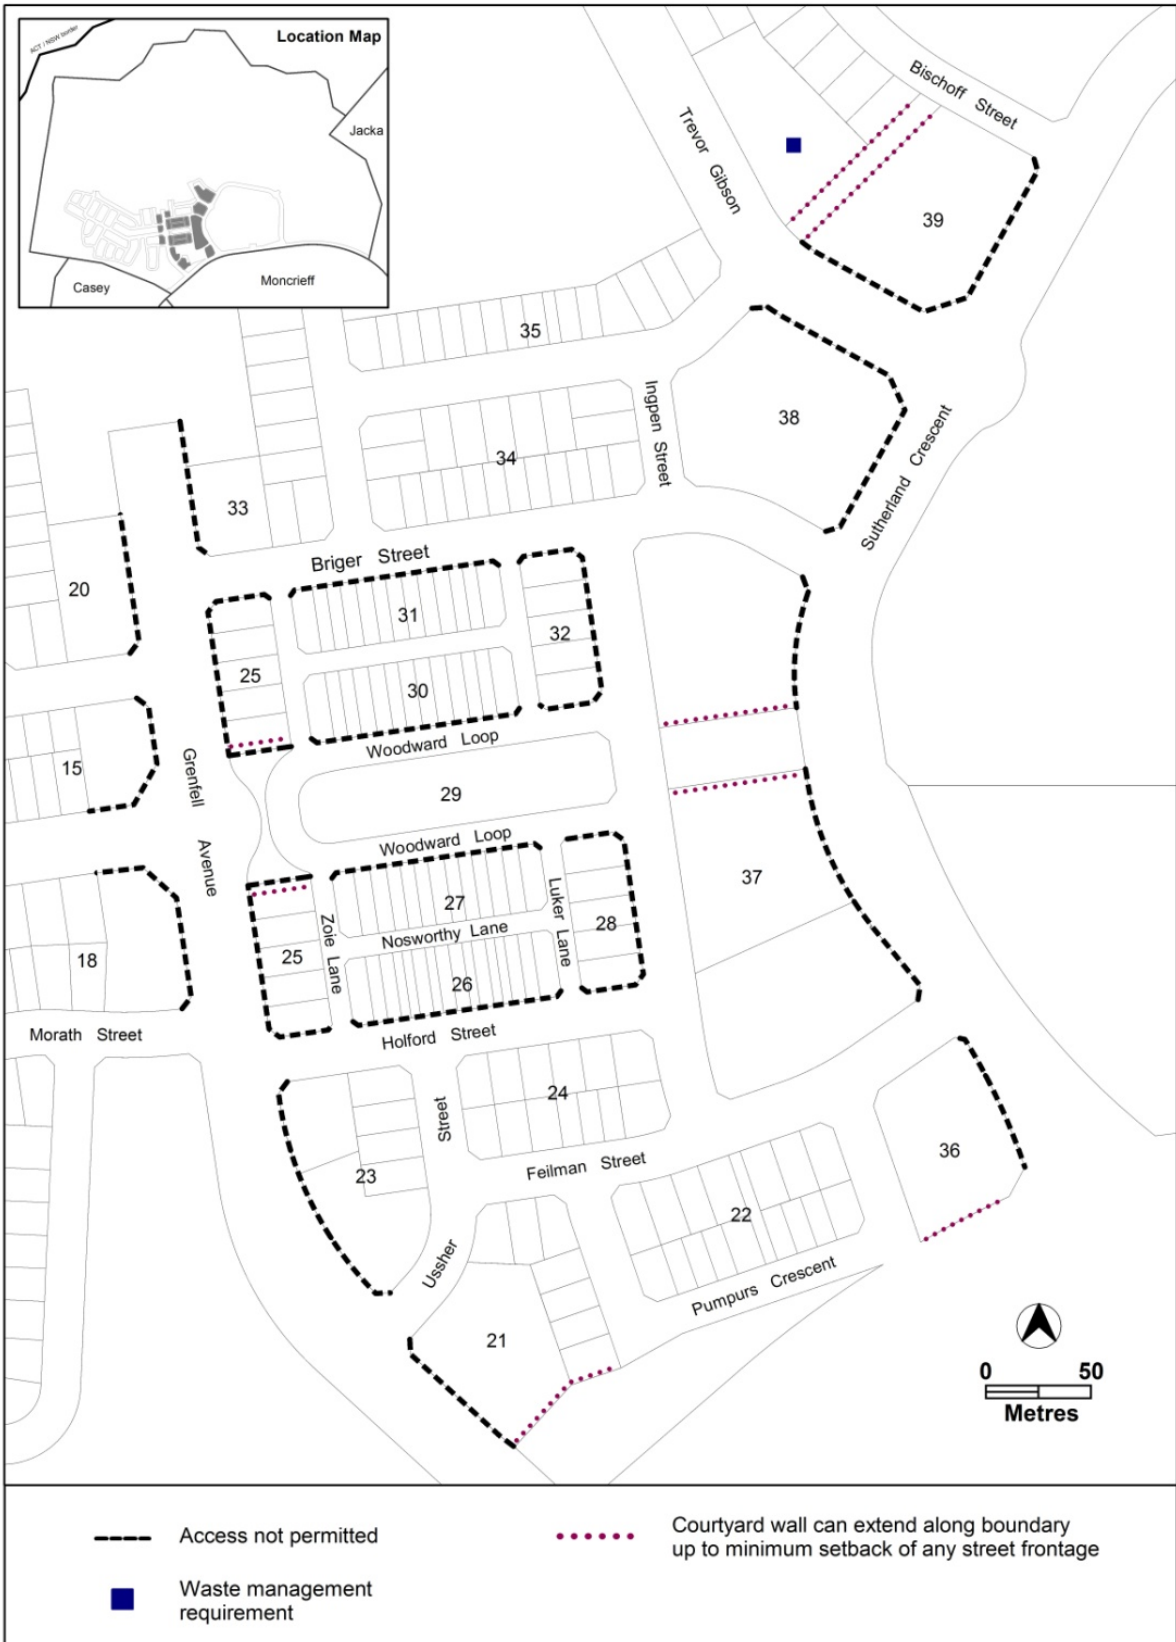 Location Map
ACT / NSW border
Jacka
Casey
Moncrieff
Bischoff Street
Trevor Gibson
39
35
38
Ingpen Street
34
33
Sutherland Crescent
Briger Street
20
31
32
25
30
Woodward Loop
15
Grenfell Avenue
29
Woodward Loop
37
27
Luker Lane
28
Nosworthy Lane
Zoie Lane
18
25
26
Morath Street
Holford Street
24
Ussher Street
36
Feilman Street
23
22
Pumpurs Crescent
21
0 50
Metres
Access not permitted
Courtyard wall can extend along boundary
up to minimum setback of any street frontage
Waste management
requirement